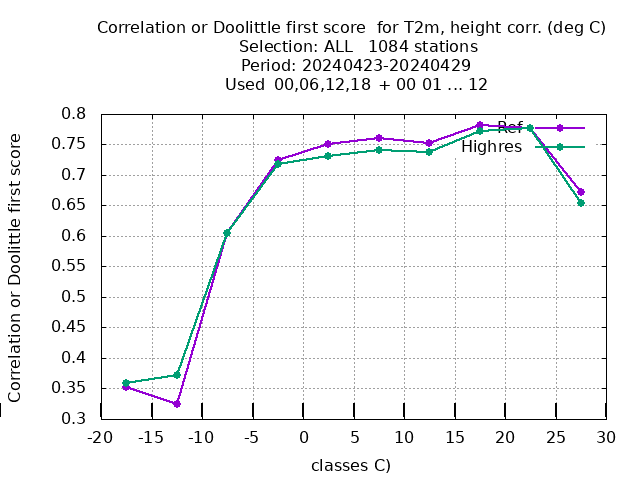 Correlation or Doolittle first score  for T2m, height corr. (deg C)
Selection: ALL   1084 stations
Period: 20240423-20240429
Used  00,06,12,18 + 00 01 ... 12
Correlation or Doolittle first score
0.8
0.75
0.7
0.65
0.6
0.55
0.5
0.45
0.4
0.35
0.3
Ref
Highres
-20 -15 -10 -5 0 5 10 15 20 25 30
classes C)